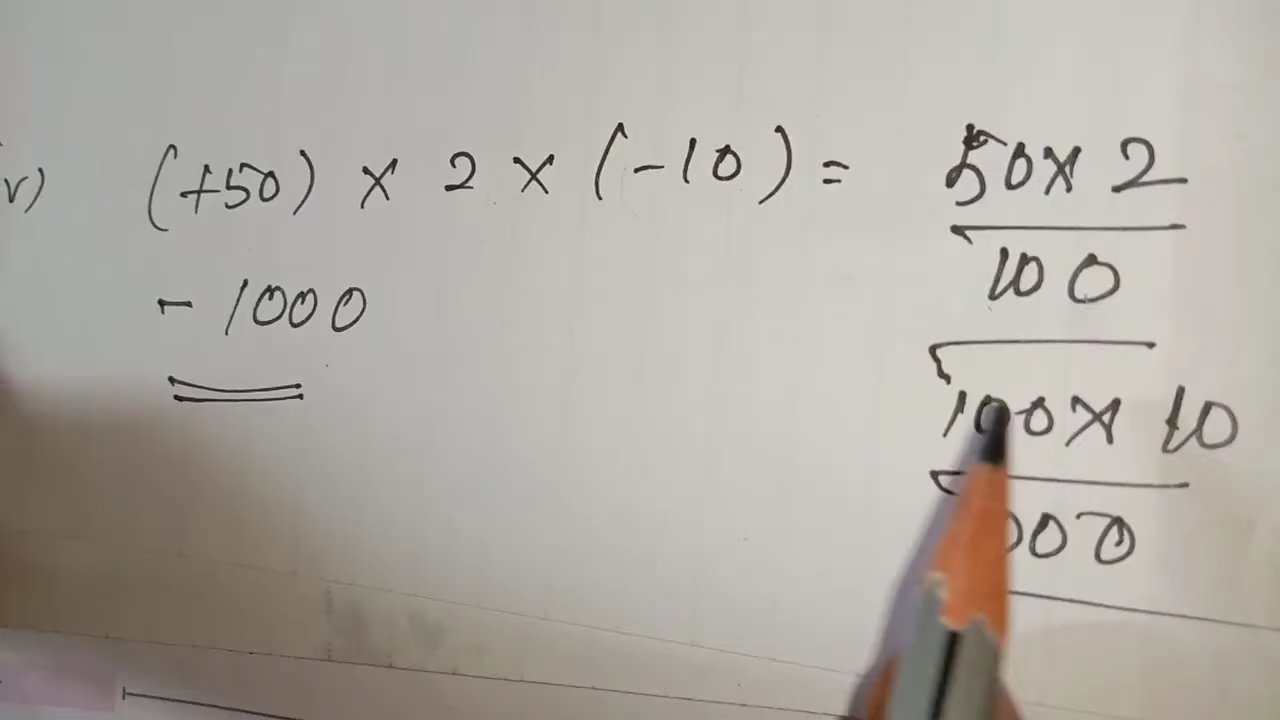 v) (+50) × 2 × (-10) =
- 1000
50 × 2
100
100 × 10
000